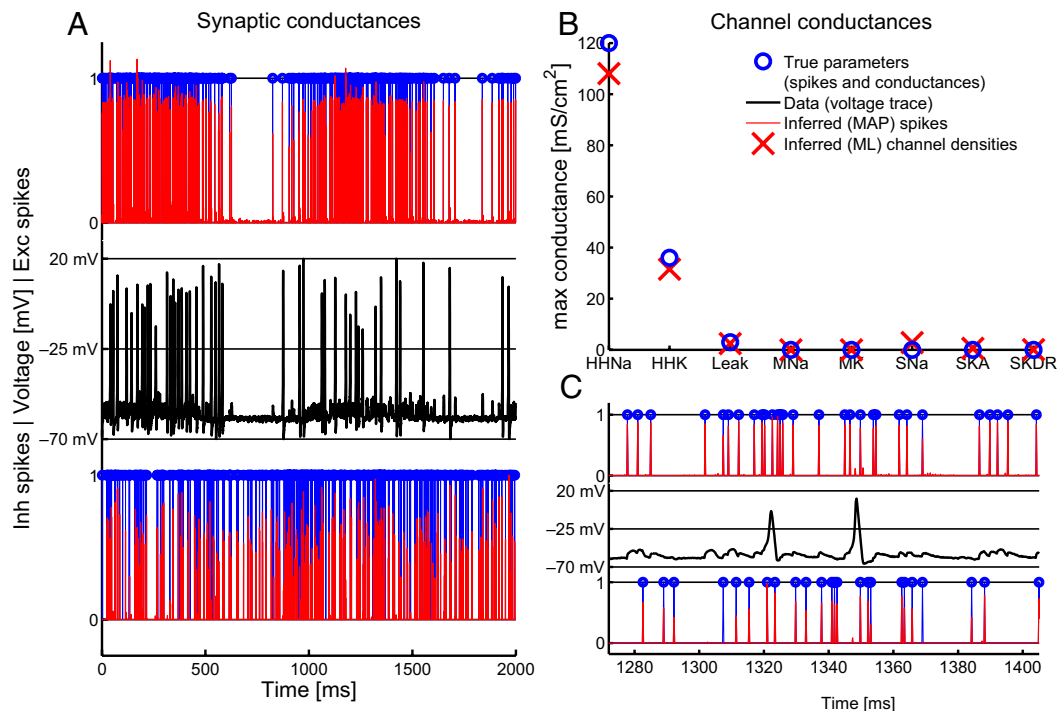 A
Synaptic conductances
Inh spikes | Voltage [mV] | Exc spikes
1
0
20 mV
−25 mV
−70 mV
1
0
0
500
1000
1500
2000
Time [ms]
B
Channel conductances
max conductance [mS/cm²]
120
100
80
60
40
20
0
HHNa
HHK
Leak
MNa
MK
SNa
SKA
SKDR
True parameters
(spikes and conductances)
Data (voltage trace)
Inferred (MAP) spikes
Inferred (ML) channel densities
C
1
0
20 mV
−25 mV
−70 mV
1
0
1280
1300
1320
1340
1360
1380
1400
Time [ms]